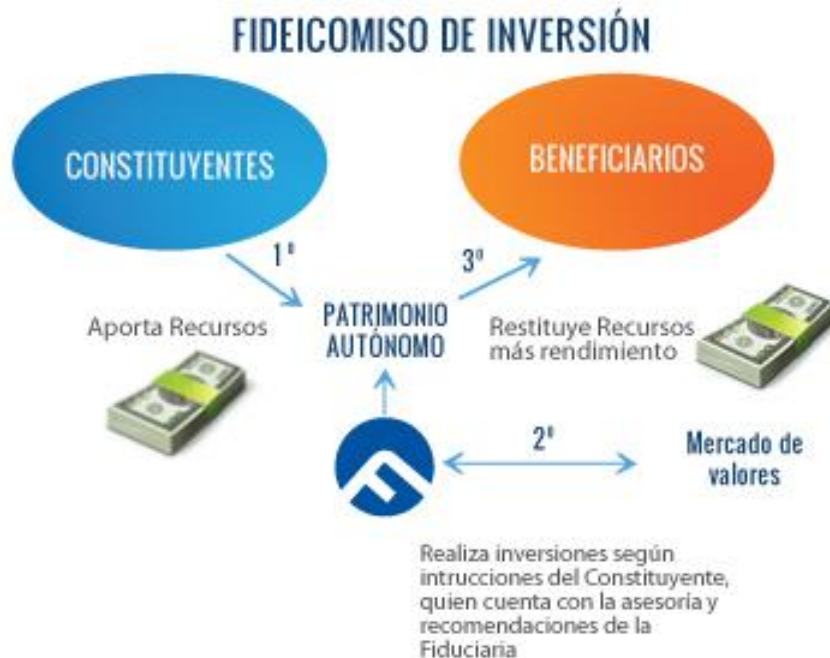 FIDEICOMISO DE INVERSIÓN
CONSTITUYENTES
BENEFICIARIOS
1º
3º
Aporta Recursos
PATRIMONIO
AUTÓNOMO
Restituye Recursos
más rendimiento
2º
Mercado de
valores
Realiza inversiones según
intrucciones del Constituyente,
quien cuenta con la asesoría y
recomendaciones de la
Fiduciaria